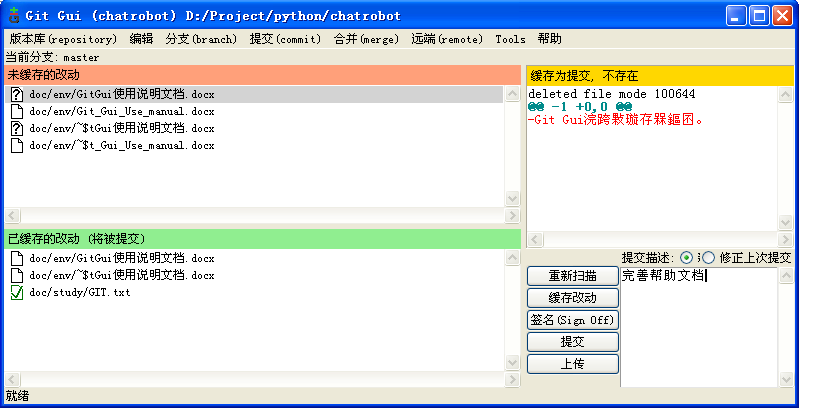 Git Gui (chatrobot) D:/Project/python/chatrobot
版本库(repository) 编辑 分支(branch) 提交(commit) 合并(merge) 远端(remote) Tools 帮助
当前分支: master
未缓存的改动
doc/env/GitGui使用说明文档.docx
doc/env/Git_Gui_Use_manual.docx
doc/env/~$tGui使用说明文档.docx
doc/env/~$t_Gui_Use_manual.docx
已缓存的改动 (将被提交)
doc/env/GitGui使用说明文档.docx
doc/env/~$tGui使用说明文档.docx
doc/study/GIT.txt
缓存为提交, 不存在
deleted file mode 100644
@@ -1 +0,0 @@
-Git Gui浣跨敤璇存槑鏂囨。
提交描述: 修正上次提交
重新扫描
缓存改动
签名(Sign Off)
提交
上传
完善帮助文档
就绪